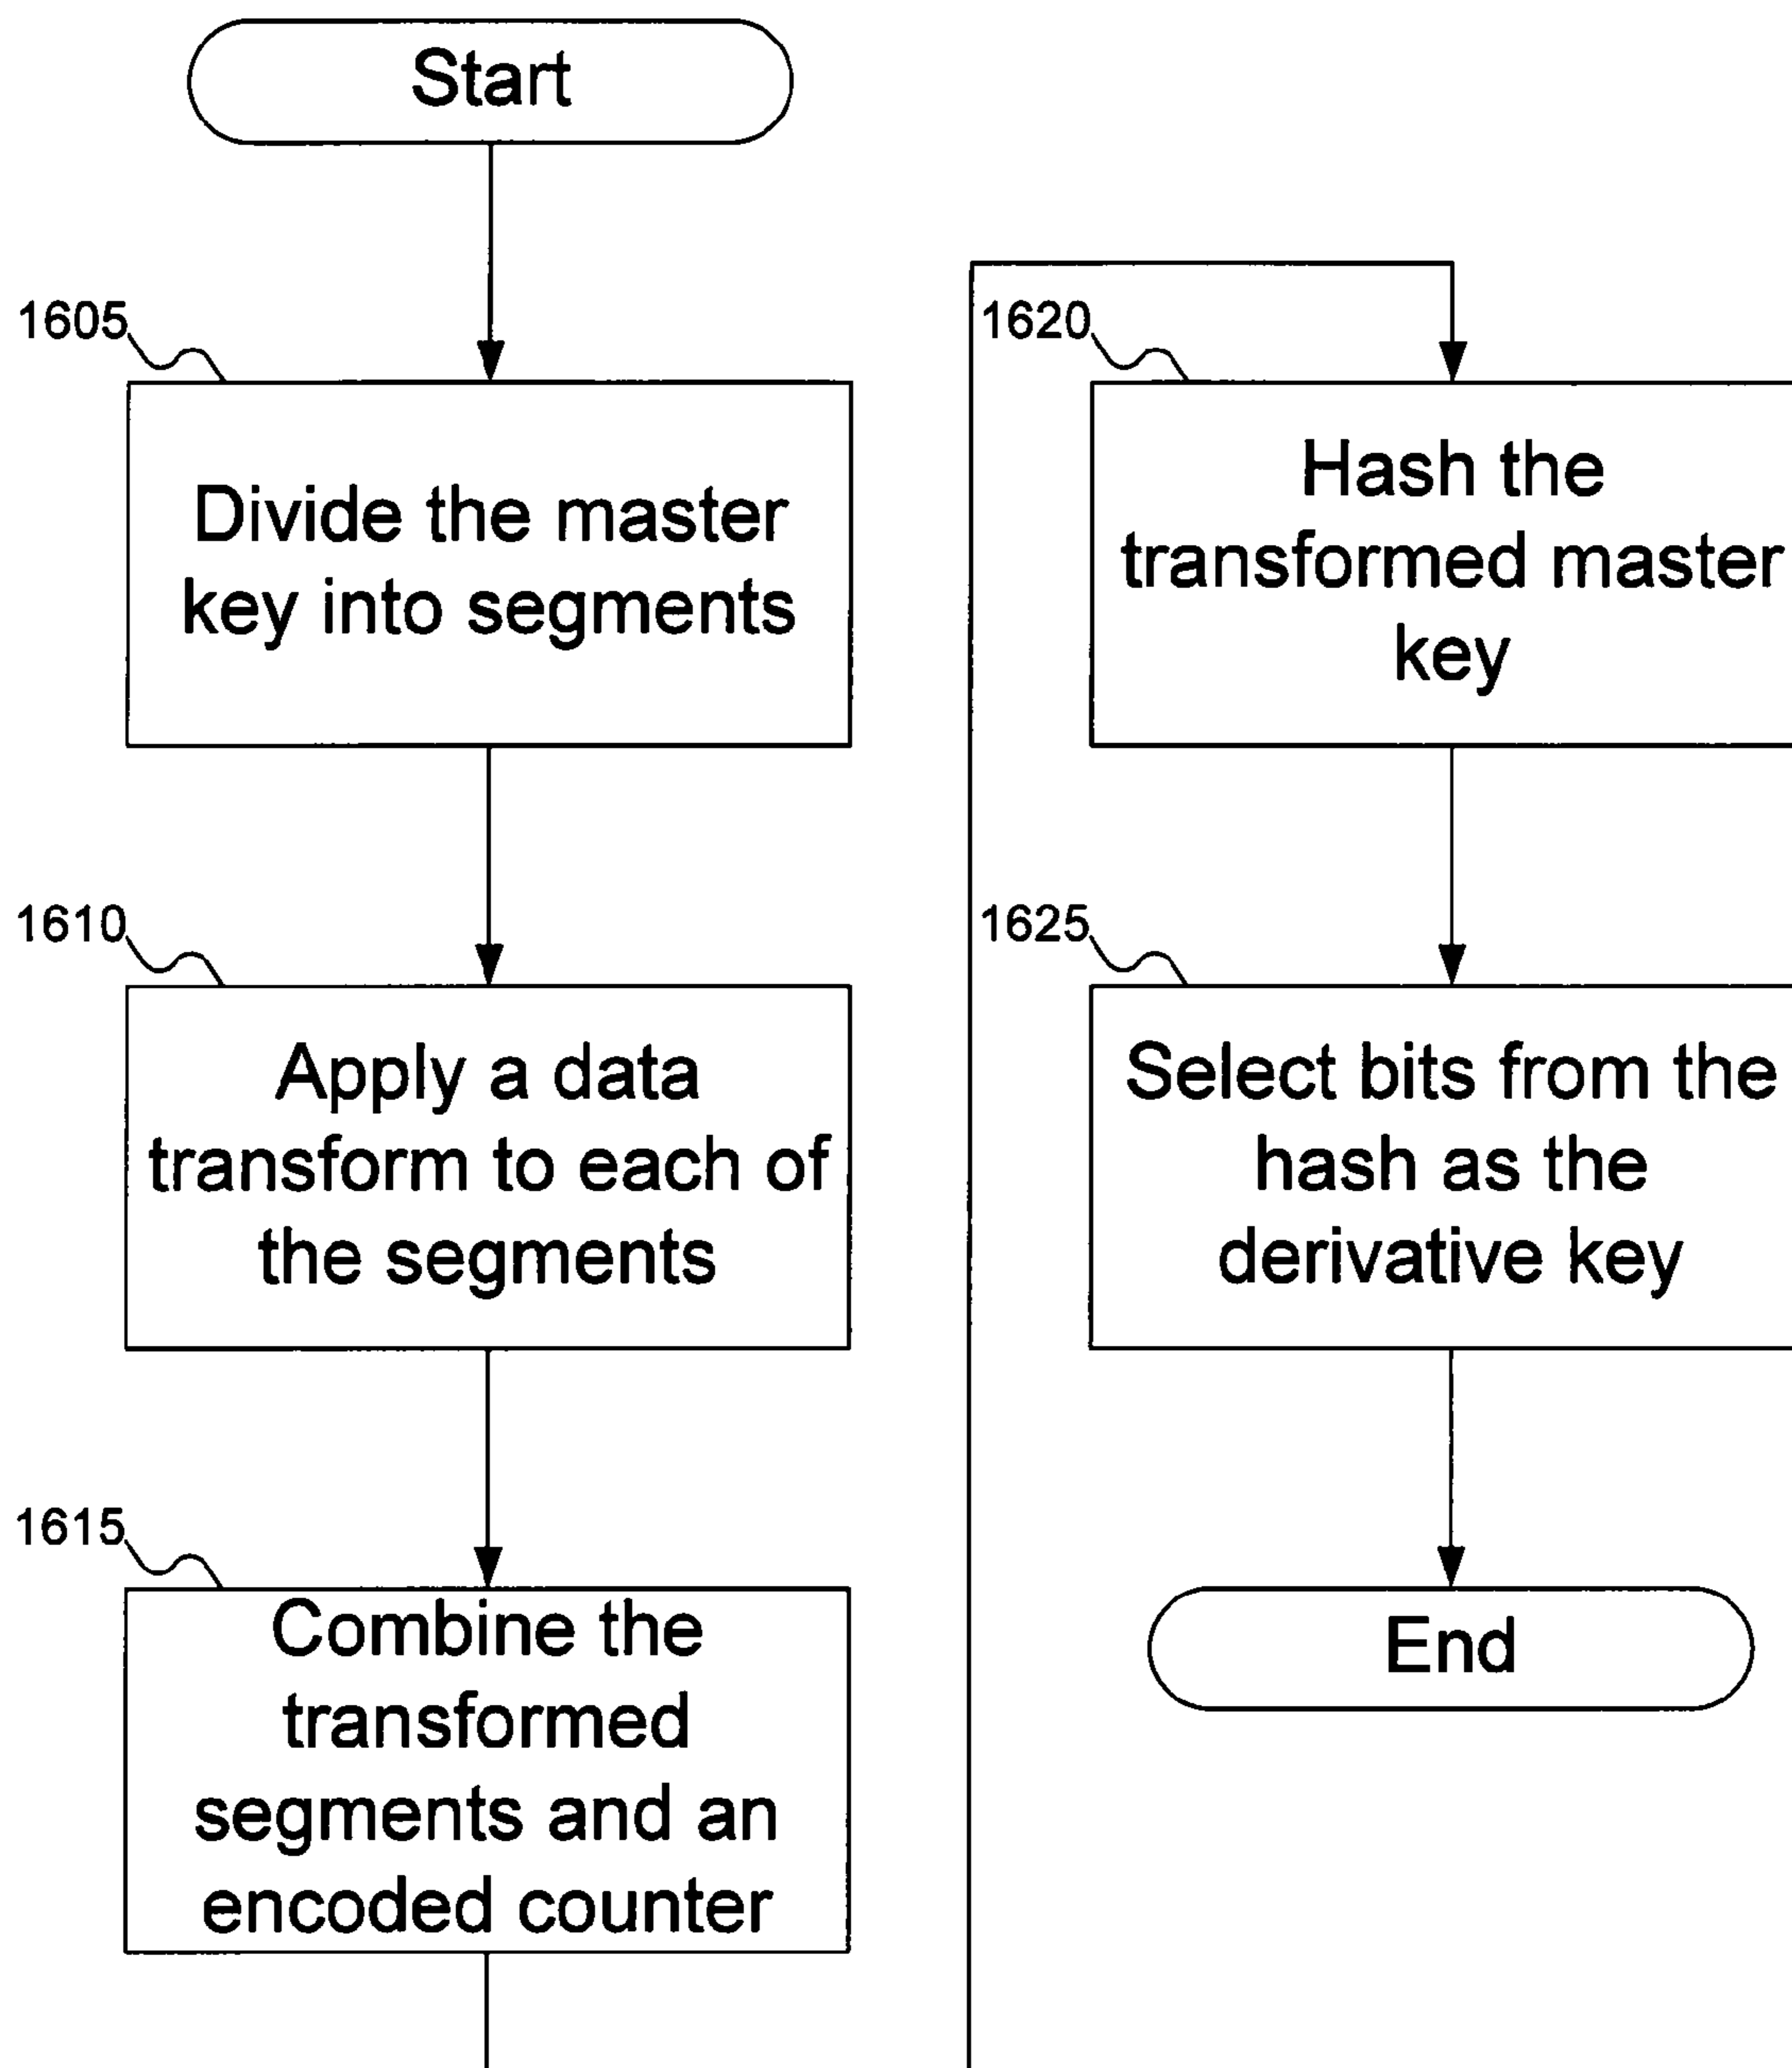 Start
1605
Divide the master
key into segments
1610
Apply a data
transform to each of
the segments
1615
Combine the
transformed
segments and an
encoded counter
1620
Hash the
transformed master
key
1625
Select bits from the
hash as the
derivative key
End